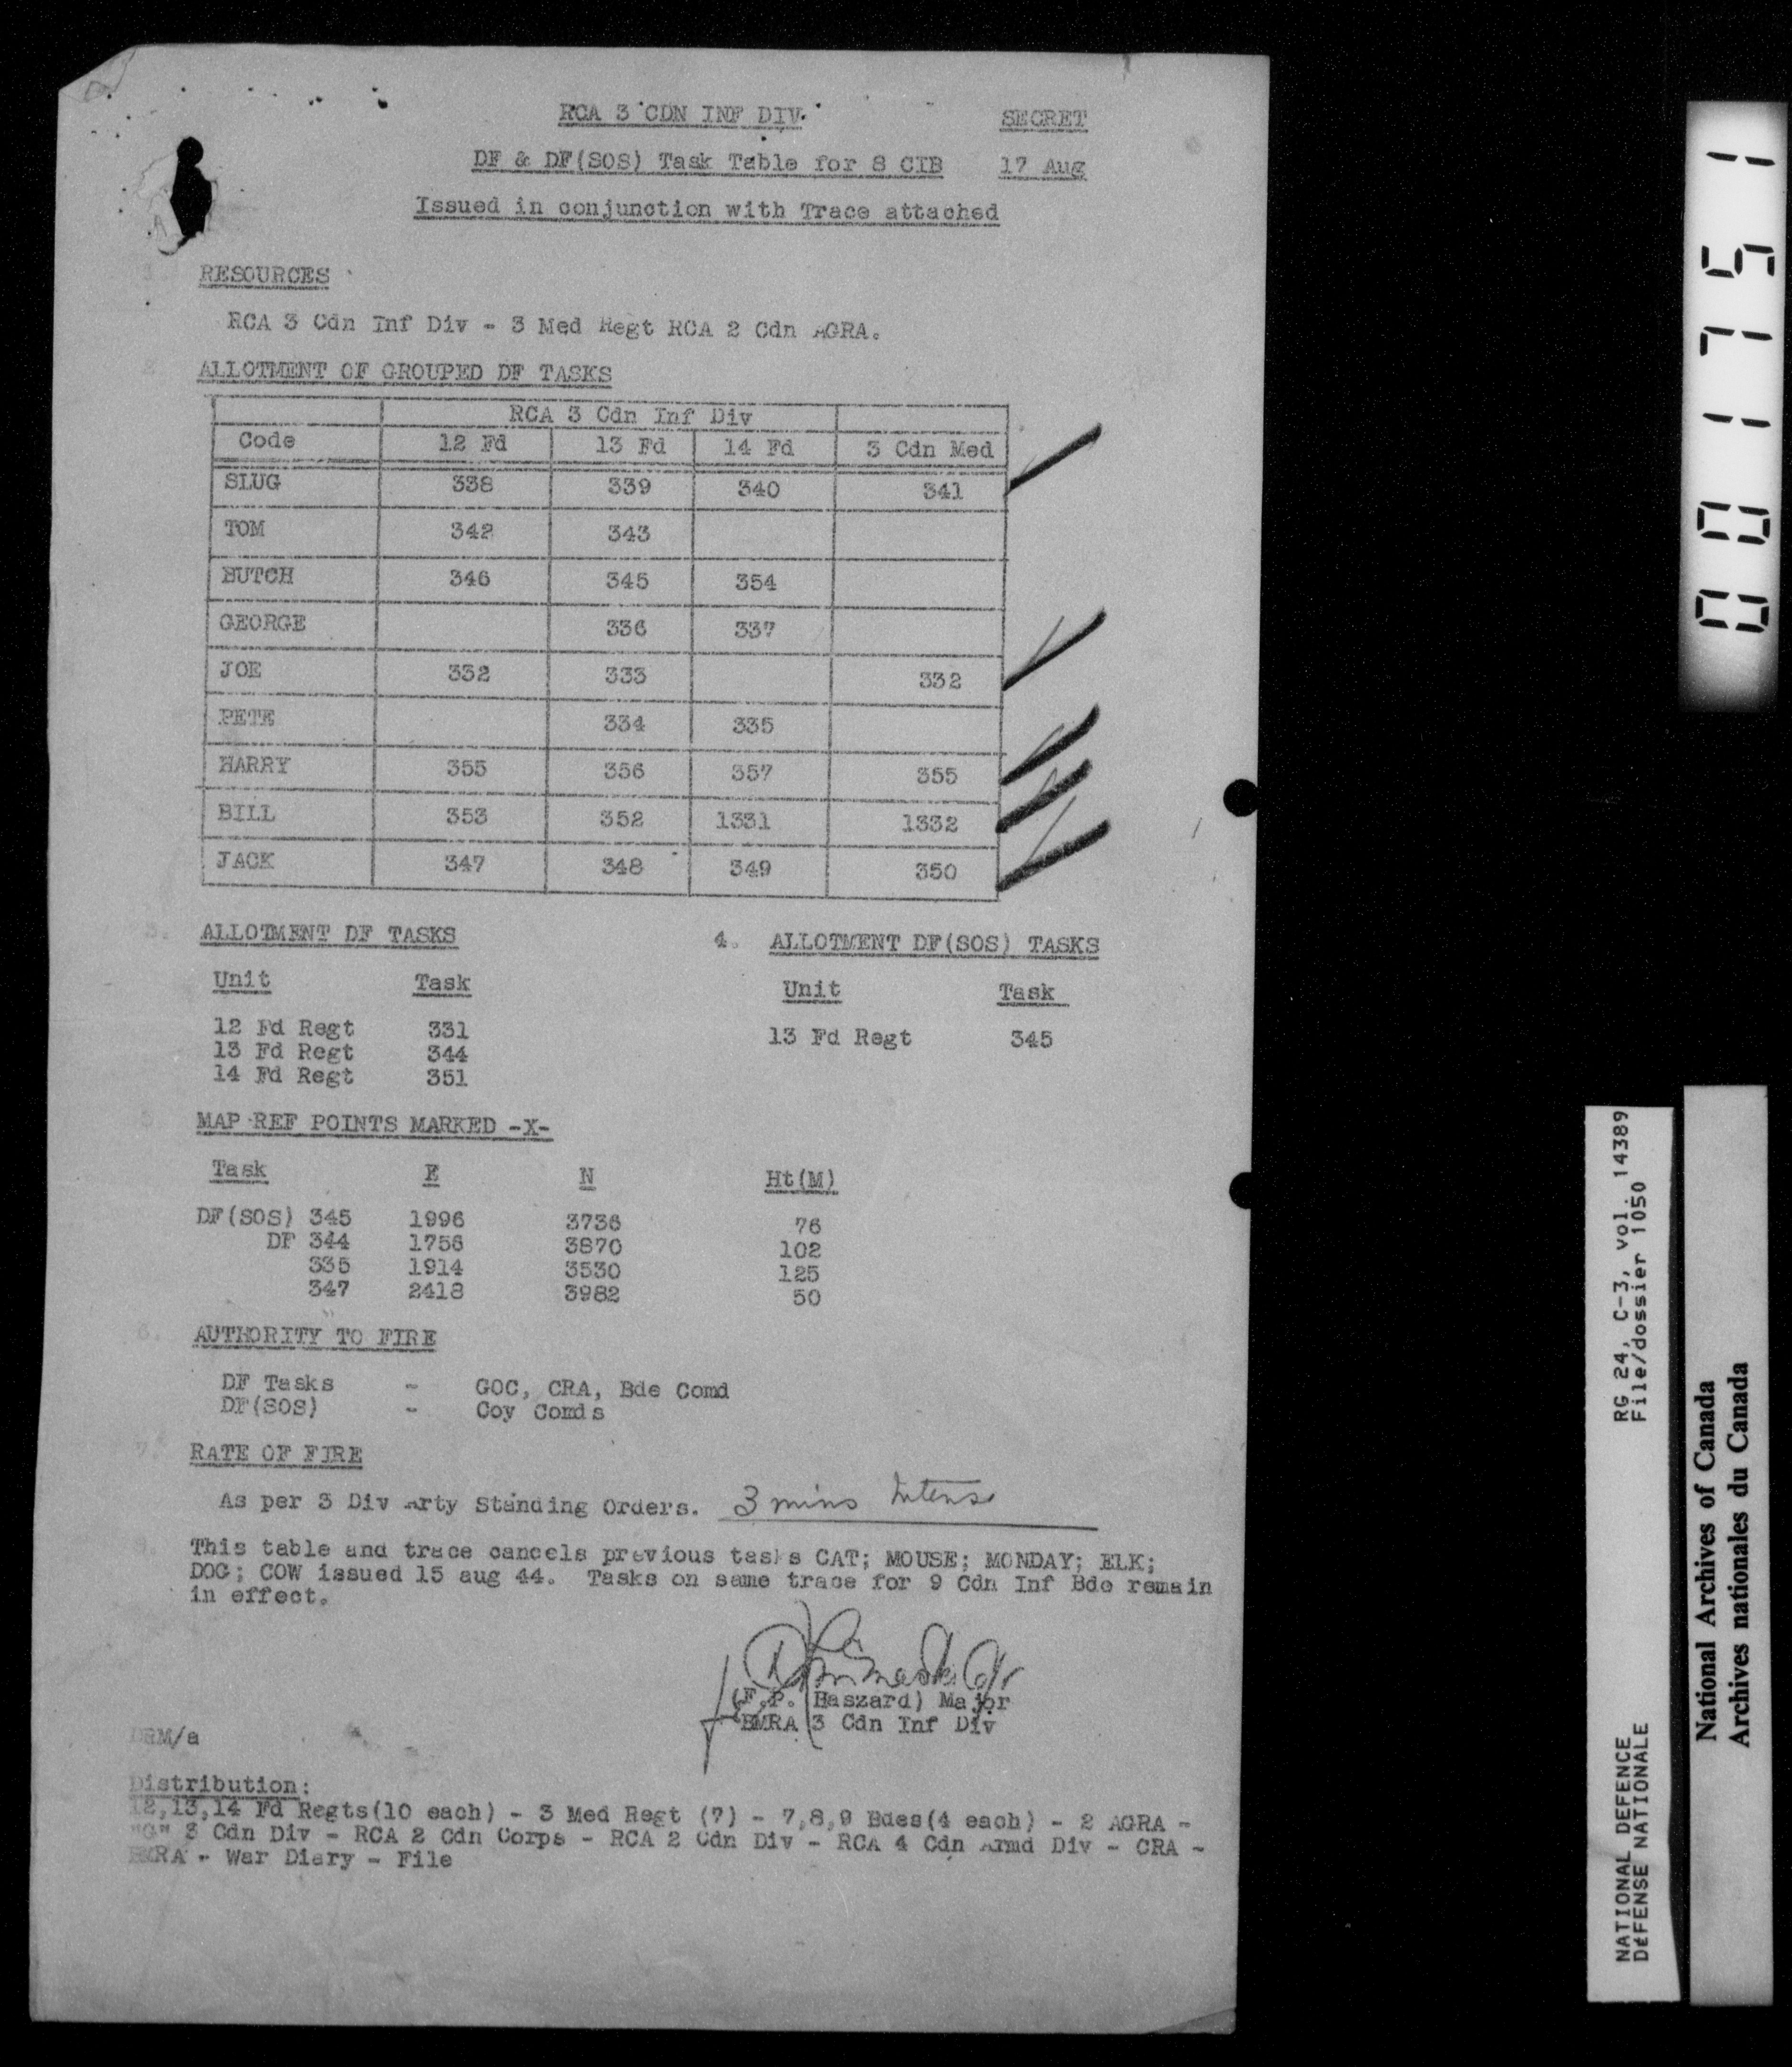 RCA 3 CDN INF DIV. SECRET
DF & DF(SOS) Task Table for 8 CIB 17 Aug
Issued in conjunction with Trace attached
1. RESOURCES
RCA 3 Cdn Inf Div - 3 Med Regt RCA 2 Cdn AGRA.
2. ALLOTMENT OF GROUPED DF TASKS
RCA 3 Cdn Inf Div
Code 12 Fd 13 Fd 14 Fd 3 Cdn Med
SLUG 338 339 340 341
TOM 342 343
BUTCH 346 345 354
GEORGE 336 337
JOE 332 333 332
PETE 334 335
HARRY 355 356 357 355
BILL 353 352 1331 1332
JACK 347 348 349 350
3. ALLOTMENT DF TASKS 4. ALLOTMENT DF(SOS) TASKS
Unit Task Unit Task
12 Fd Regt 331 13 Fd Regt 345
13 Fd Regt 344
14 Fd Regt 351
5 MAP REF POINTS MARKED -X-
Task E N Ht(M)
DF(SOS) 345 1996 3736 76
DF 344 1756 3870 102
335 1914 3530 125
347 2418 3982 50
6. AUTHORITY TO FIRE
DF Tasks - GOC, CRA, Bde Comd
DF(SOS) - Coy Comds
7. RATE OF FIRE
As per 3 Div Arty Standing Orders. 3 mins Intense
8. This table and trace cancels previous tasks CAT; MOUSE; MONDAY; ELK;
DOG; COW issued 15 aug 44. Tasks on same trace for 9 Cdn Inf Bde remain
in effect.
for
(F.P. Haszard) Major
BMRA 3 Cdn Inf Div
DRM/a
Distribution:
12,13,14 Fd Regts(10 each) - 3 Med Regt (7) - 7,8,9 Bdes(4 each) - 2 AGRA -
"G" 3 Cdn Div - RCA 2 Cdn Corps - RCA 2 Cdn Div - RCA 4 Cdn Armd Div - CRA -
BMRA - War Diary - File
001751
NATIONAL DEFENCE RG 24, C-3, vol. 14389
DÉFENSE NATIONALE File/dossier 1050
National Archives of Canada
Archives nationales du Canada